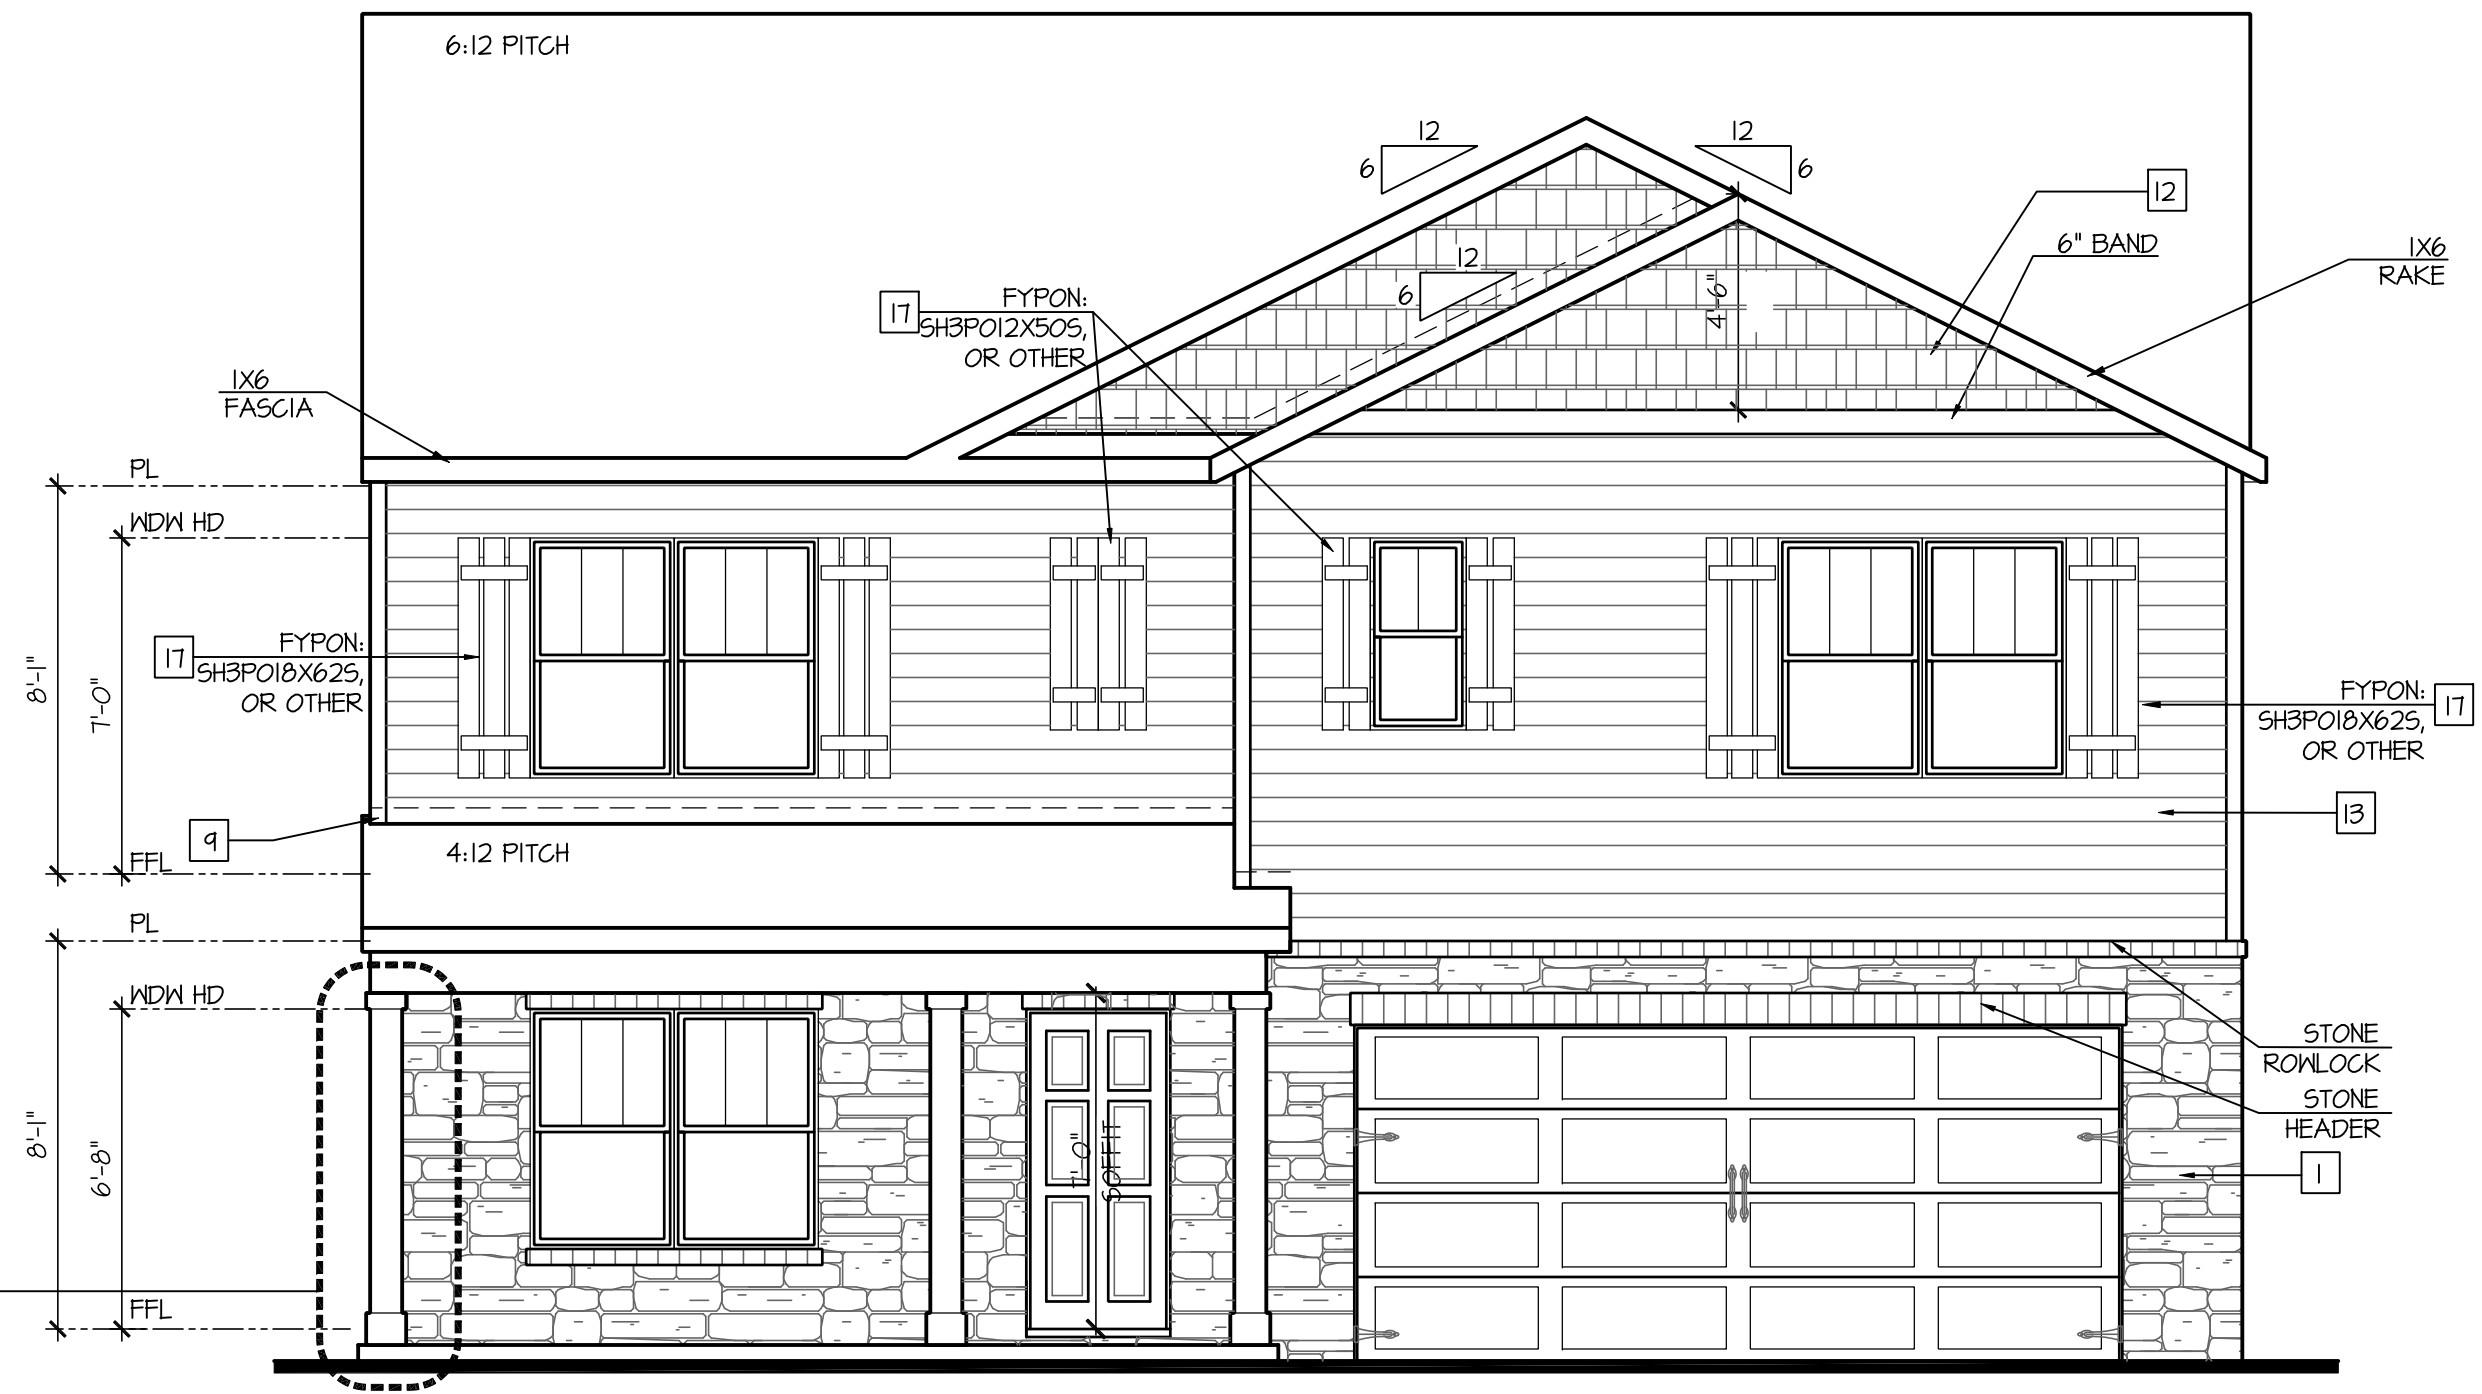 6:12 PITCH
12
6
12
6
12
6" BAND
1X6
RAKE
12
6
4'-6"
17
FYPON:
SH3PO12X50S,
OR OTHER
1X6
FASCIA
PL
WDW HD
8'-1"
7'-0"
17
FYPON:
SH3PO18X62S,
OR OTHER
FYPON:
SH3PO18X62S,
OR OTHER
17
13
9
FFL
4:12 PITCH
PL
WDW HD
8'-1"
6'-8"
7'-0"
SOFFIT
STONE
ROWLOCK
STONE
HEADER
1
FFL